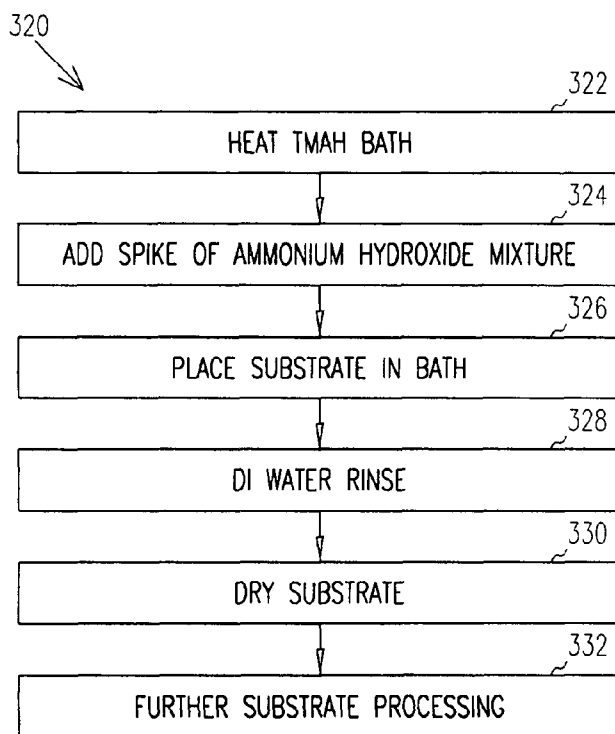 320
322
HEAT TMAH BATH
324
ADD SPIKE OF AMMONIUM HYDROXIDE MIXTURE
326
PLACE SUBSTRATE IN BATH
328
DI WATER RINSE
330
DRY SUBSTRATE
332
FURTHER SUBSTRATE PROCESSING